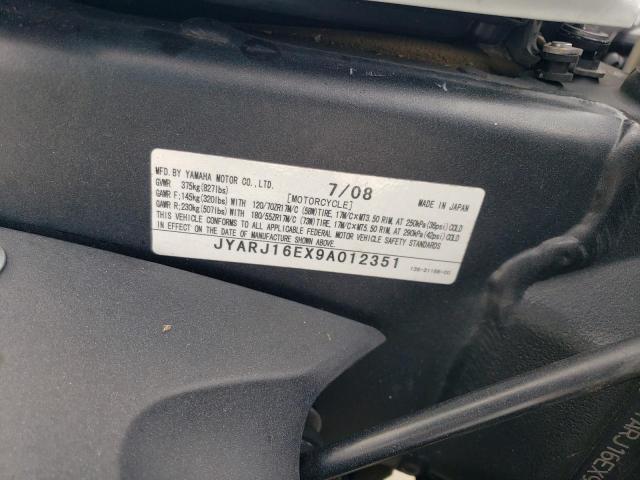 MFD. BY YAMAHA MOTOR CO., LTD. 7/08 MADE IN JAPAN
GVWR 375kg(827lbs) [MOTORCYCLE]
GAWR F:145kg(320lbs) WITH 120/70ZR17M/C (58W)TIRE, 17M/C×MT3.50 RIM, AT 250kPa(36psi)COLD
GAWR R:230kg(507lbs) WITH 180/55ZR17M/C (73W)TIRE, 17M/C×MT5.50 RIM, AT 290kPa(42psi)COLD
THIS VEHICLE CONFORMS TO ALL APPLICABLE FEDERAL MOTOR VEHICLE SAFETY STANDARDS
IN EFFECT ON THE DATE OF MANUFACTURE SHOWN ABOVE.
JYARJ16EX9A012351
ARJ16EX9